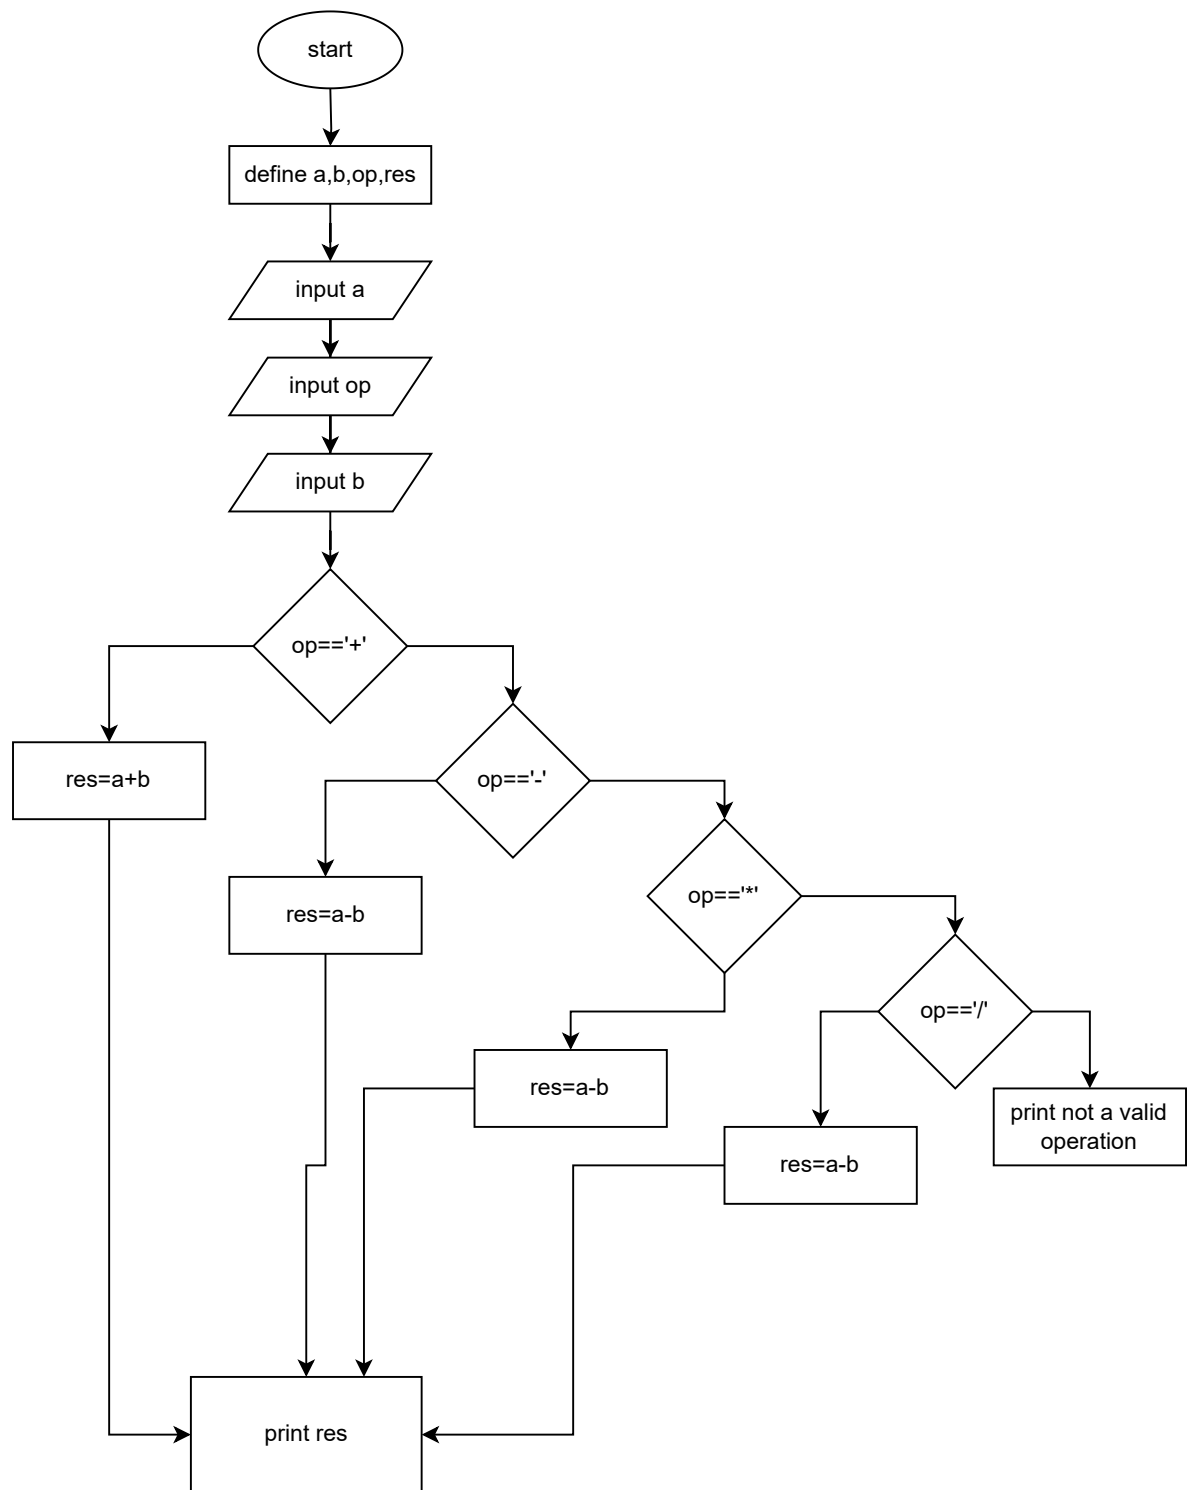 start
define a,b,op,res
input a
input op
input b
op=='+'
res=a+b
op=='-'
res=a-b
op=='*'
op=='/'
res=a-b
print not a valid
operation
res=a-b
print res